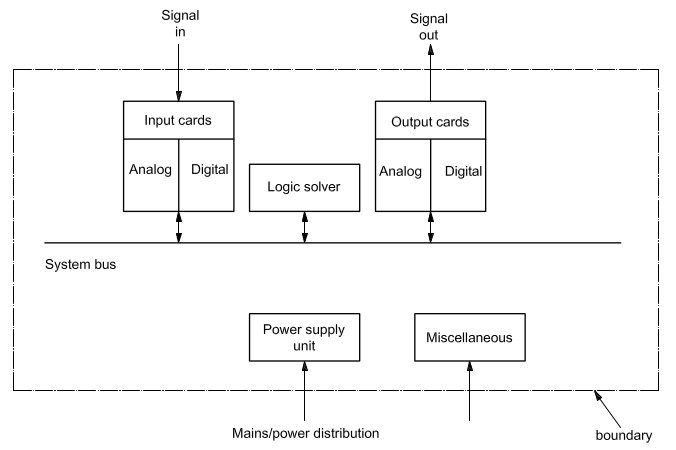 Signal
in
Signal
out
Input cards
Output cards
Analog
Digital
Logic solver
Analog
Digital
System bus
Power supply
unit
Miscellaneous
Mains/power distribution
boundary